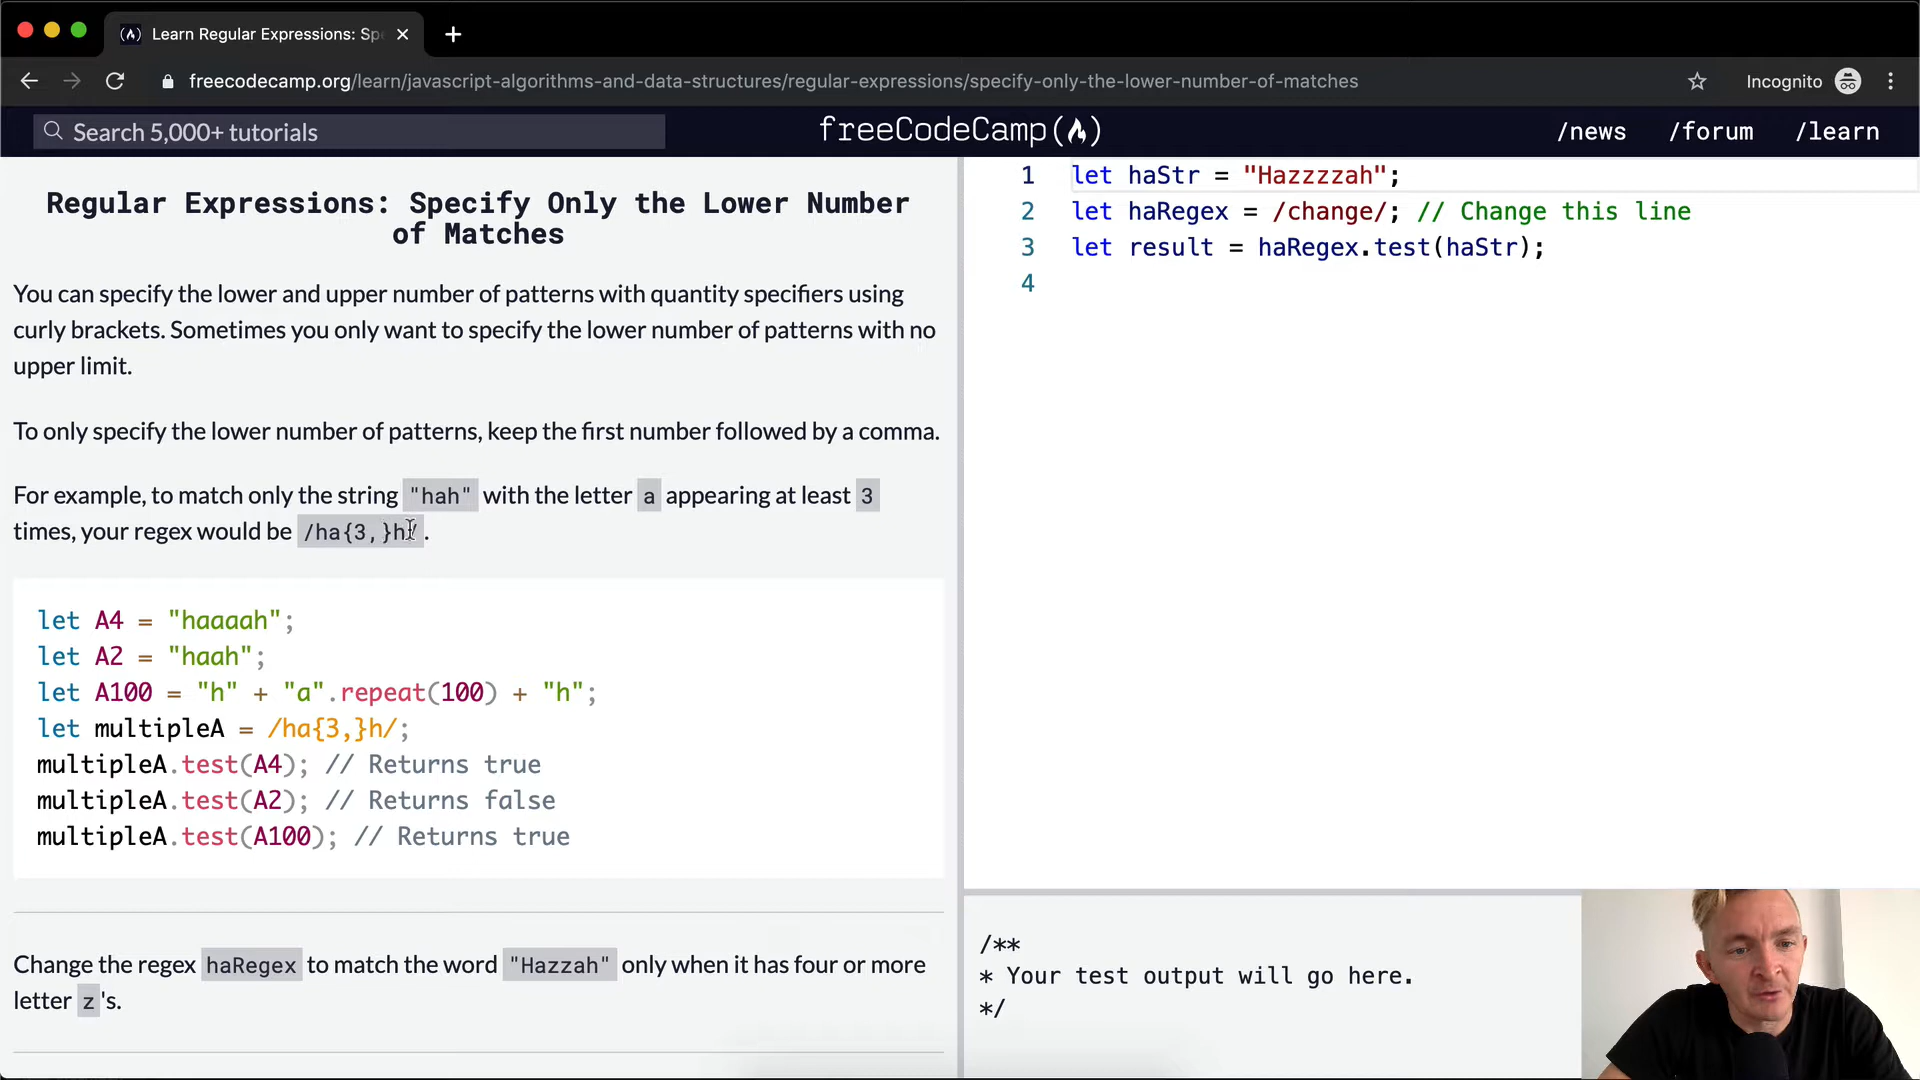 Learn Regular Expressions: Spe
freecodecamp.org/learn/javascript-algorithms-and-data-structures/regular-expressions/specify-only-the-lower-number-of-matches
Incognito
Search 5,000+ tutorials
freeCodeCamp
/news /forum /learn
Regular Expressions: Specify Only the Lower Number
of Matches
You can specify the lower and upper number of patterns with quantity specifiers using
curly brackets. Sometimes you only want to specify the lower number of patterns with no
upper limit.
To only specify the lower number of patterns, keep the first number followed by a comma.
For example, to match only the string "hah" with the letter a appearing at least 3
times, your regex would be /ha{3,}h/ .
let A4 = "haaaah";
let A2 = "haah";
let A100 = "h" + "a".repeat(100) + "h";
let multipleA = /ha{3,}h/;
multipleA.test(A4); // Returns true
multipleA.test(A2); // Returns false
multipleA.test(A100); // Returns true
Change the regex haRegex to match the word "Hazzah" only when it has four or more
letter z 's.
1 let haStr = "Hazzzzah";
2 let haRegex = /change/; // Change this line
3 let result = haRegex.test(haStr);
4
/**
* Your test output will go here.
*/